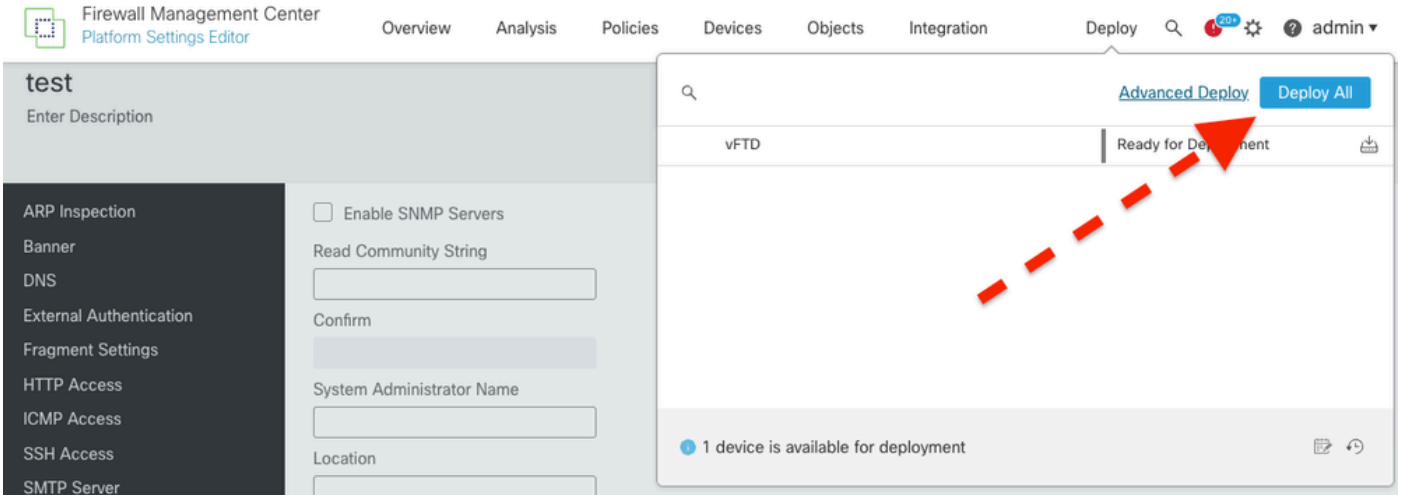 Firewall Management Center
Platform Settings Editor
Overview Analysis Policies Devices Objects Integration Deploy 20+ admin
test
Enter Description
Advanced Deploy Deploy All
vFTD Ready for Deployment
ARP Inspection
Banner
DNS
External Authentication
Fragment Settings
HTTP Access
ICMP Access
SSH Access
SMTP Server
Enable SNMP Servers
Read Community String
Confirm
System Administrator Name
Location
1 device is available for deployment